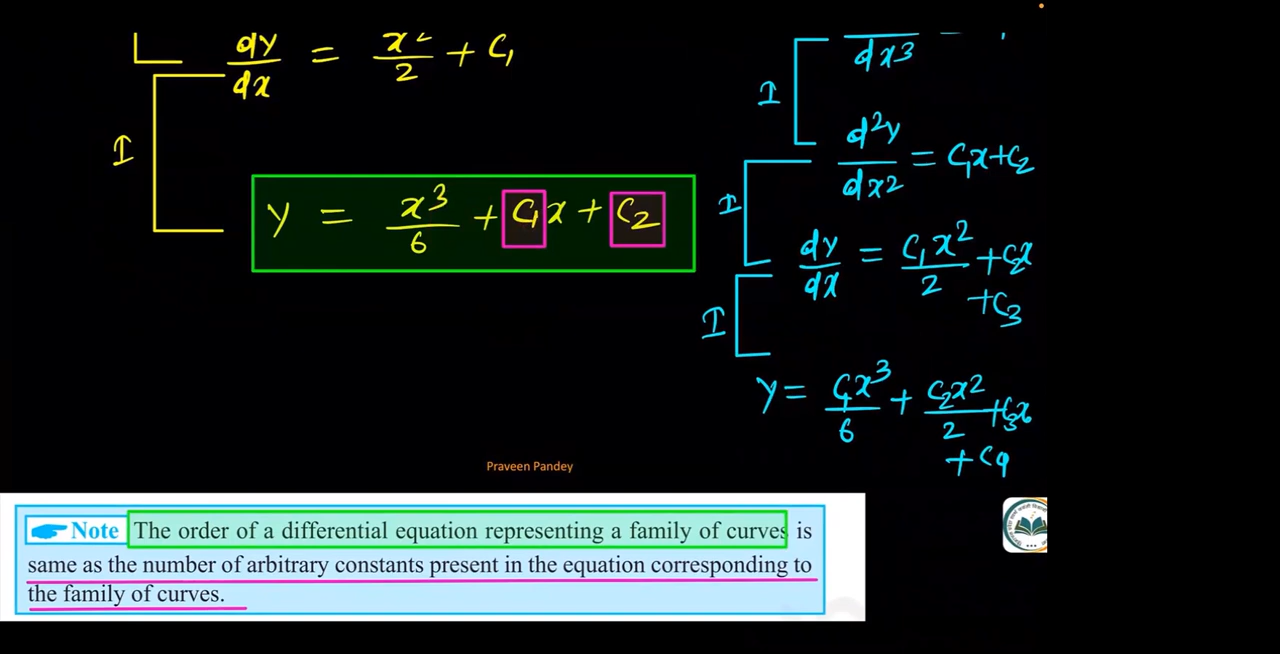 dy/dx = x²/2 + C₁
I
y = x³/6 + C₁x + C₂
dx³
I
d²y/dx² = C₁x + C₂
I
dy/dx = C₁x²/2 + C₂x
+ C₃
I
y = C₁x³/6 + C₂x²/2 + C₃x
+ C₄
Praveen Pandey
Note The order of a differential equation representing a family of curves is
same as the number of arbitrary constants present in the equation corresponding to
the family of curves.